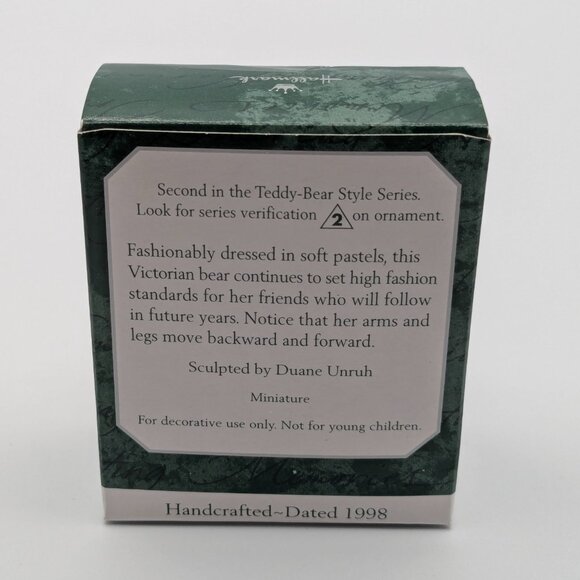 Hallmark
Second in the Teddy-Bear Style Series.
Look for series verification 2 on ornament.
Fashionably dressed in soft pastels, this
Victorian bear continues to set high fashion
standards for her friends who will follow
in future years. Notice that her arms and
legs move backward and forward.
Sculpted by Duane Unruh
Miniature
For decorative use only. Not for young children.
Handcrafted~Dated 1998